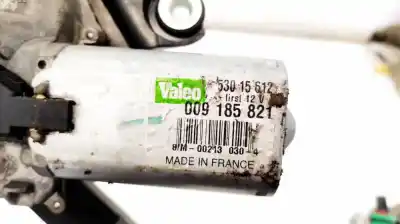 Valeo
530 15 612
first 12 V
009 185 821
MADE IN FRANCE